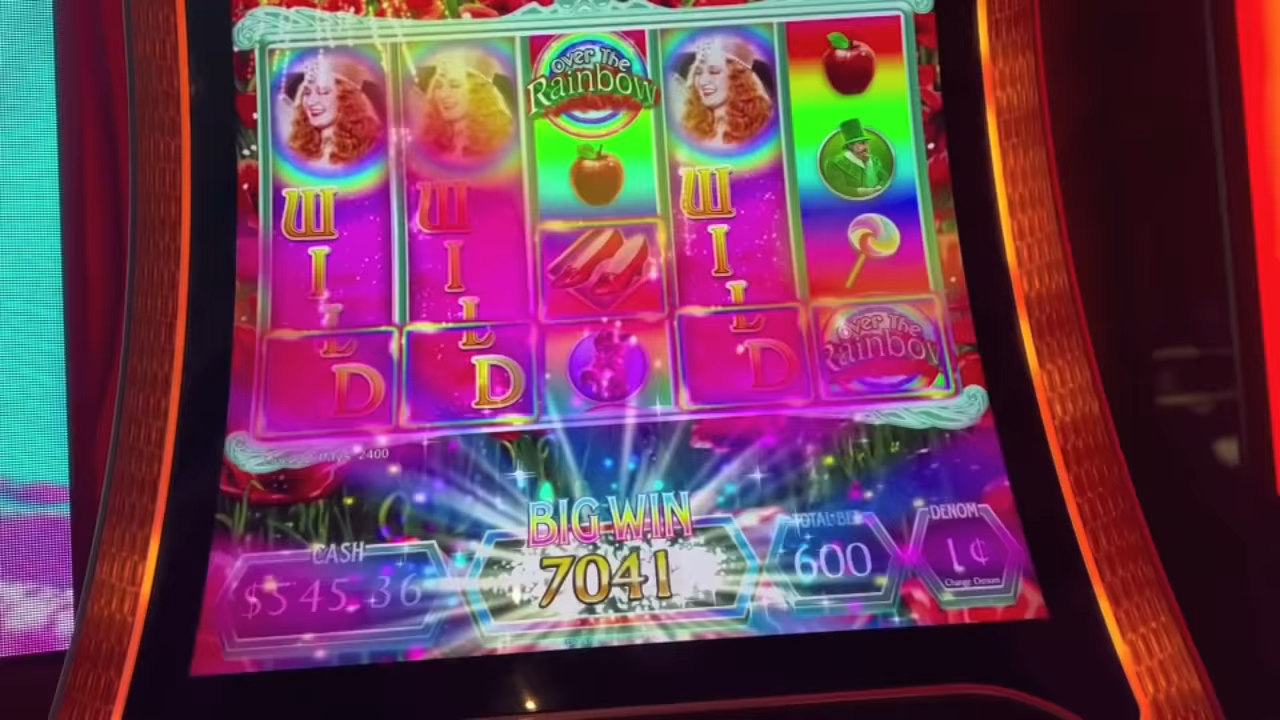 OVER THE
Rainbow
WILD
WILD
WILD
OVER THE
Rainbow
2400
BIG WIN
CASH
$545.36
7041
TOTAL BET
600
DENOM
1¢
Change Denom